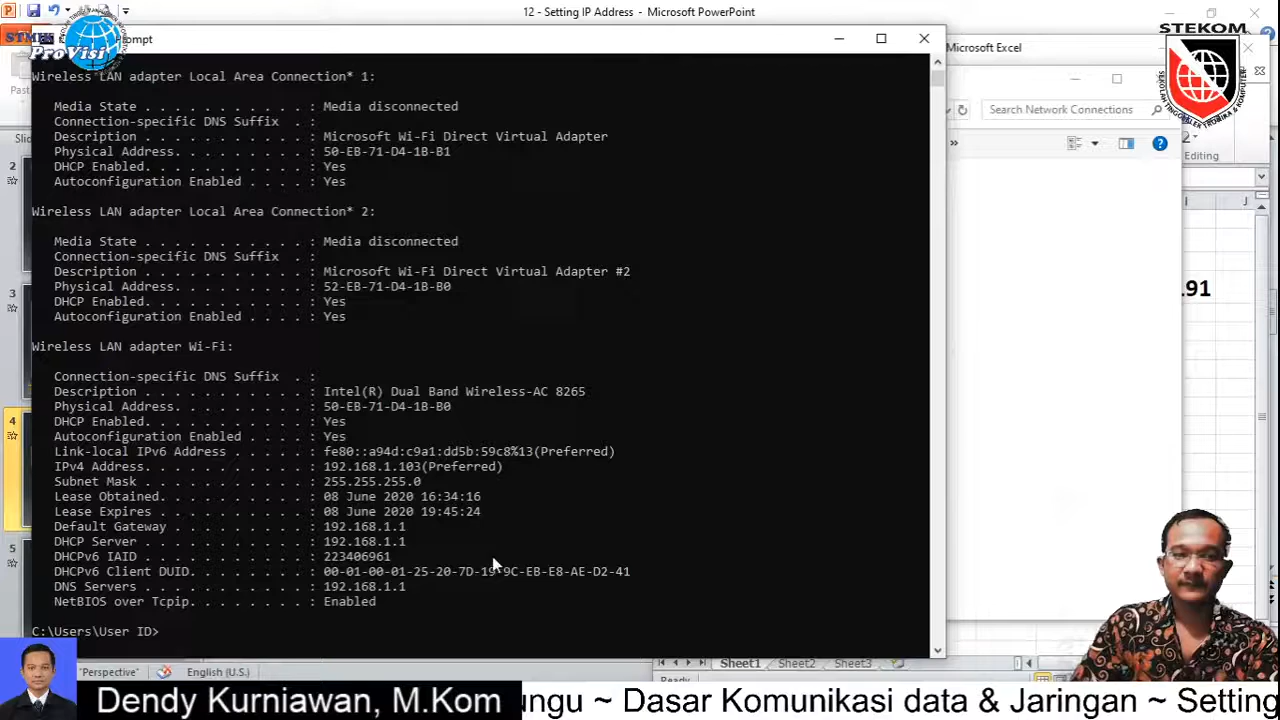 12 - Setting IP Address - Microsoft PowerPoint
STMIK
ProVisi
Prompt
STEKOM
Microsoft Excel
Search Network Connections
Past
Editing
Slid
2
3
4
5
I
J
.91
Wireless LAN adapter Local Area Connection* 1:
Media State . . . . . . . . . . . : Media disconnected
Connection-specific DNS Suffix . :
Description . . . . . . . . . . . : Microsoft Wi-Fi Direct Virtual Adapter
Physical Address. . . . . . . . . : 50-EB-71-D4-1B-B1
DHCP Enabled. . . . . . . . . . . : Yes
Autoconfiguration Enabled . . . . : Yes
Wireless LAN adapter Local Area Connection* 2:
Media State . . . . . . . . . . . : Media disconnected
Connection-specific DNS Suffix . :
Description . . . . . . . . . . . : Microsoft Wi-Fi Direct Virtual Adapter #2
Physical Address. . . . . . . . . : 52-EB-71-D4-1B-B0
DHCP Enabled. . . . . . . . . . . : Yes
Autoconfiguration Enabled . . . . : Yes
Wireless LAN adapter Wi-Fi:
Connection-specific DNS Suffix . :
Description . . . . . . . . . . . : Intel(R) Dual Band Wireless-AC 8265
Physical Address. . . . . . . . . : 50-EB-71-D4-1B-B0
DHCP Enabled. . . . . . . . . . . : Yes
Autoconfiguration Enabled . . . . : Yes
Link-local IPv6 Address . . . . . : fe80::a94d:c9a1:dd5b:59c8%13(Preferred)
IPv4 Address. . . . . . . . . . . : 192.168.1.103(Preferred)
Subnet Mask . . . . . . . . . . . : 255.255.255.0
Lease Obtained. . . . . . . . . . : 08 June 2020 16:34:16
Lease Expires . . . . . . . . . . : 08 June 2020 19:45:24
Default Gateway . . . . . . . . . : 192.168.1.1
DHCP Server . . . . . . . . . . . : 192.168.1.1
DHCPv6 IAID . . . . . . . . . . . : 223406961
DHCPv6 Client DUID. . . . . . . . : 00-01-00-01-25-20-7D-19-9C-EB-E8-AE-D2-41
DNS Servers . . . . . . . . . . . : 192.168.1.1
NetBIOS over Tcpip. . . . . . . . : Enabled
C:\Users\User ID>
"Perspective"
English (U.S.)
Sheet1
Sheet2
Sheet3
Ready
Dendy Kurniawan, M.Kom
ungu ~ Dasar Komunikasi data & Jaringan ~ Setting